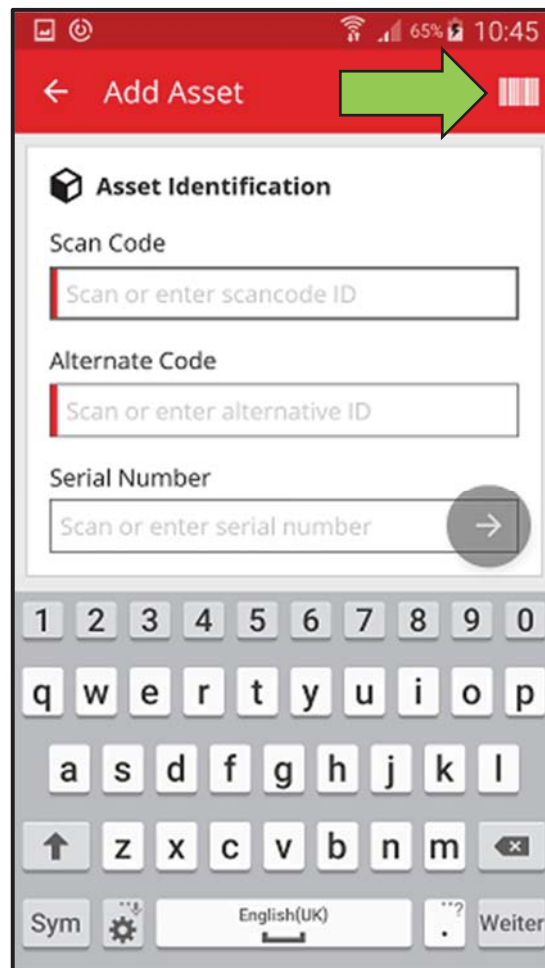 65% 10:45
Add Asset
Asset Identification
Scan Code
Scan or enter scancode ID
Alternate Code
Scan or enter alternative ID
Serial Number
Scan or enter serial number
1 2 3 4 5 6 7 8 9 0
q w e r t y u i o p
a s d f g h j k l
z x c v b n m
Sym English(UK) . Weiter